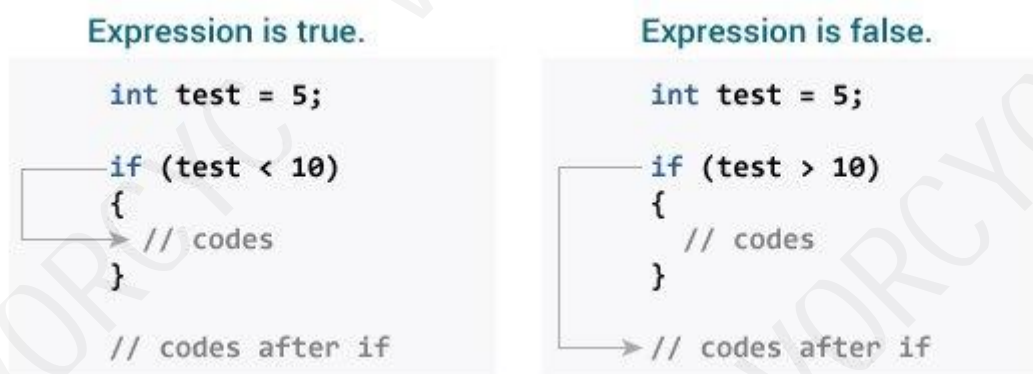 Expression is true.
int test = 5;
if (test < 10)
{
// codes
}
// codes after if
Expression is false.
int test = 5;
if (test > 10)
{
// codes
}
// codes after if